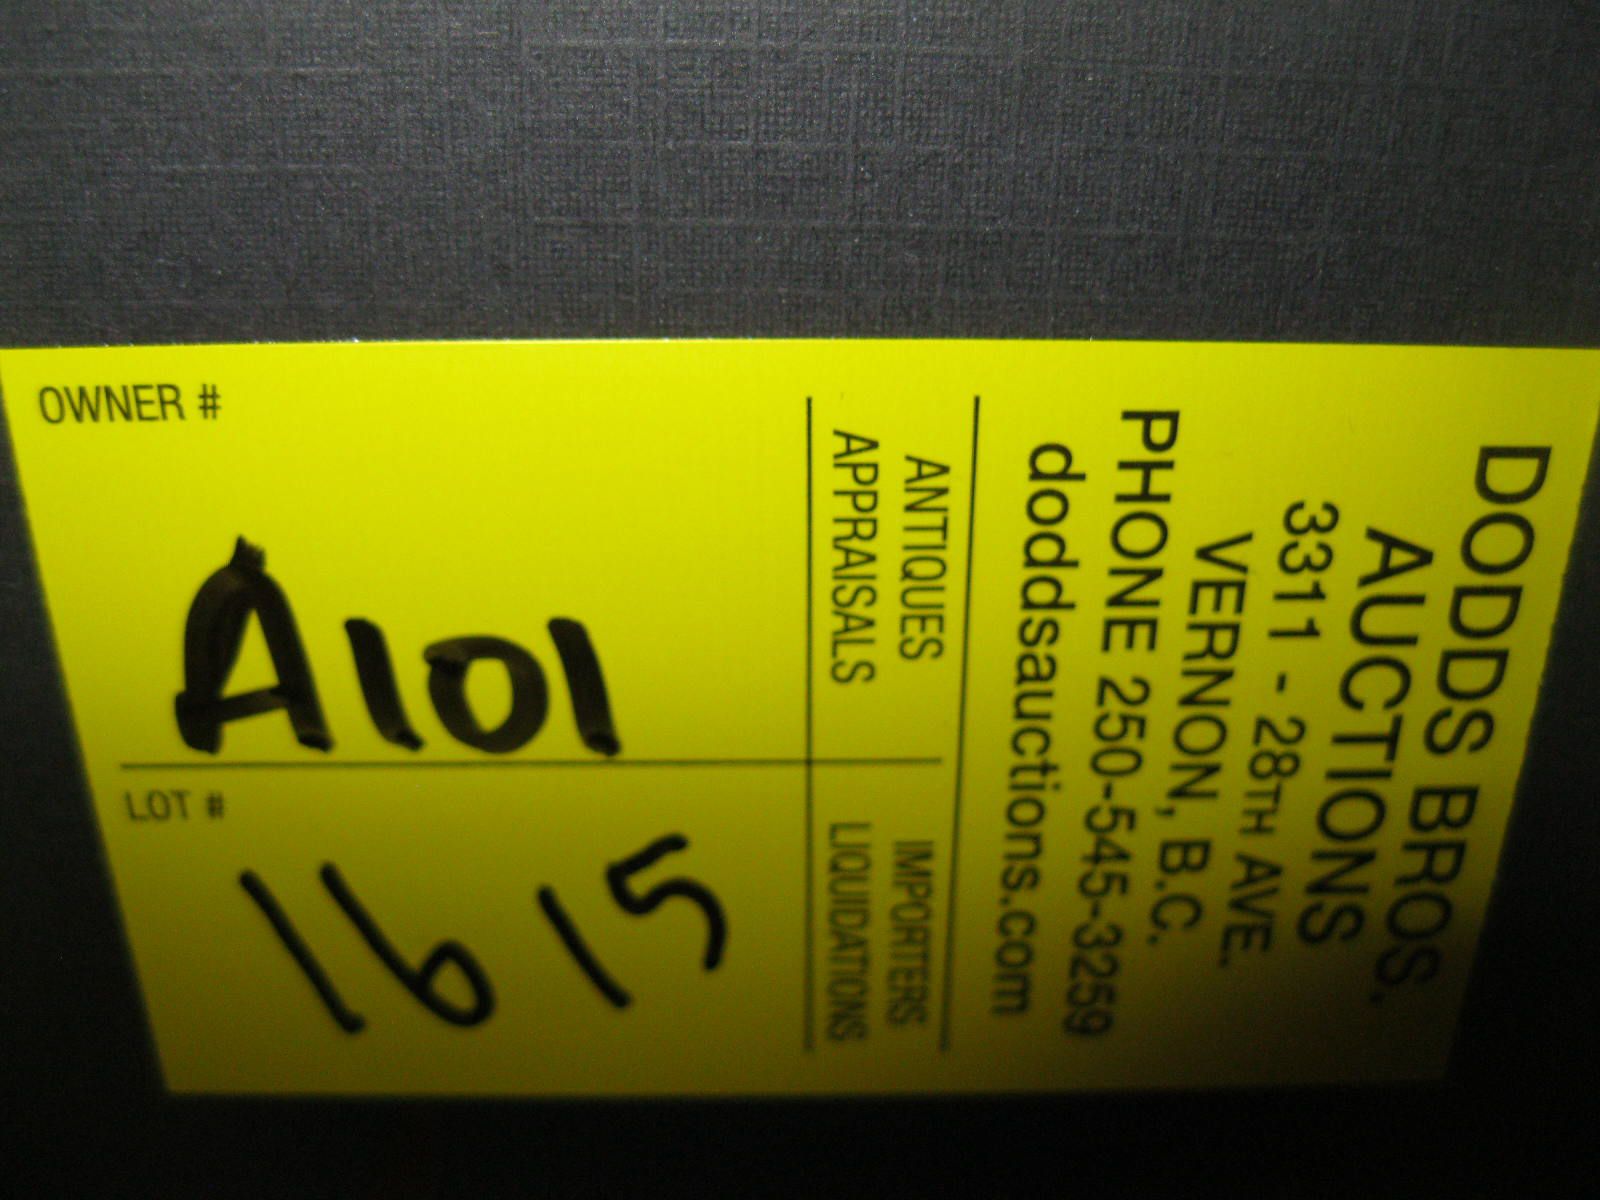 DODDS BROS.
AUCTIONS
3311 - 28TH AVE.
VERNON, B.C.
PHONE 250-545-3259
doddsauctions.com
ANTIQUES IMPORTERS
APPRAISALS LIQUIDATIONS
OWNER #
A101
LOT #
1615